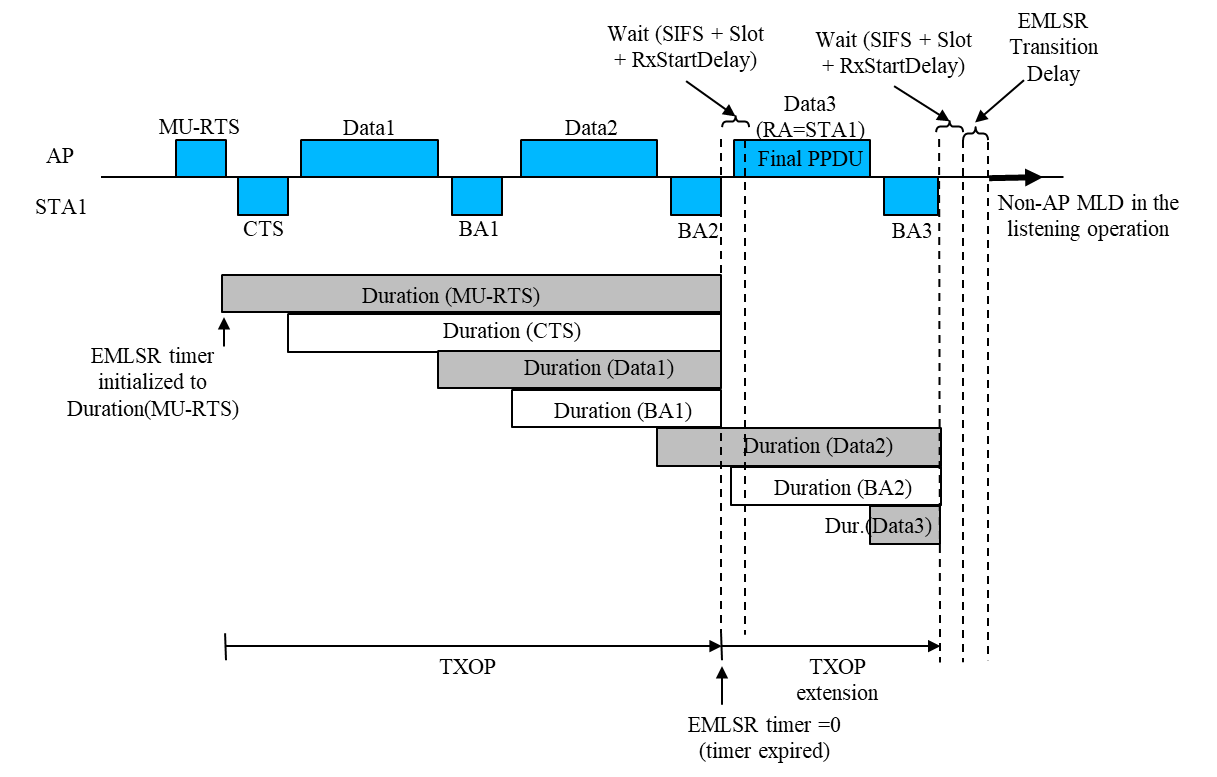 Wait (SIFS + Slot
+ RxStartDelay)
Wait (SIFS + Slot
+ RxStartDelay)
EMLSR
Transition
Delay
MU-RTS
Data1
Data2
Data3
(RA=STA1)
AP
Final PPDU
STA1
CTS
BA1
BA2
BA3
Non-AP MLD in the
listening operation
Duration (MU-RTS)
Duration (CTS)
EMLSR timer
initialized to
Duration(MU-RTS)
Duration (Data1)
Duration (BA1)
Duration (Data2)
Duration (BA2)
Dur.(Data3)
TXOP
TXOP
extension
EMLSR timer =0
(timer expired)